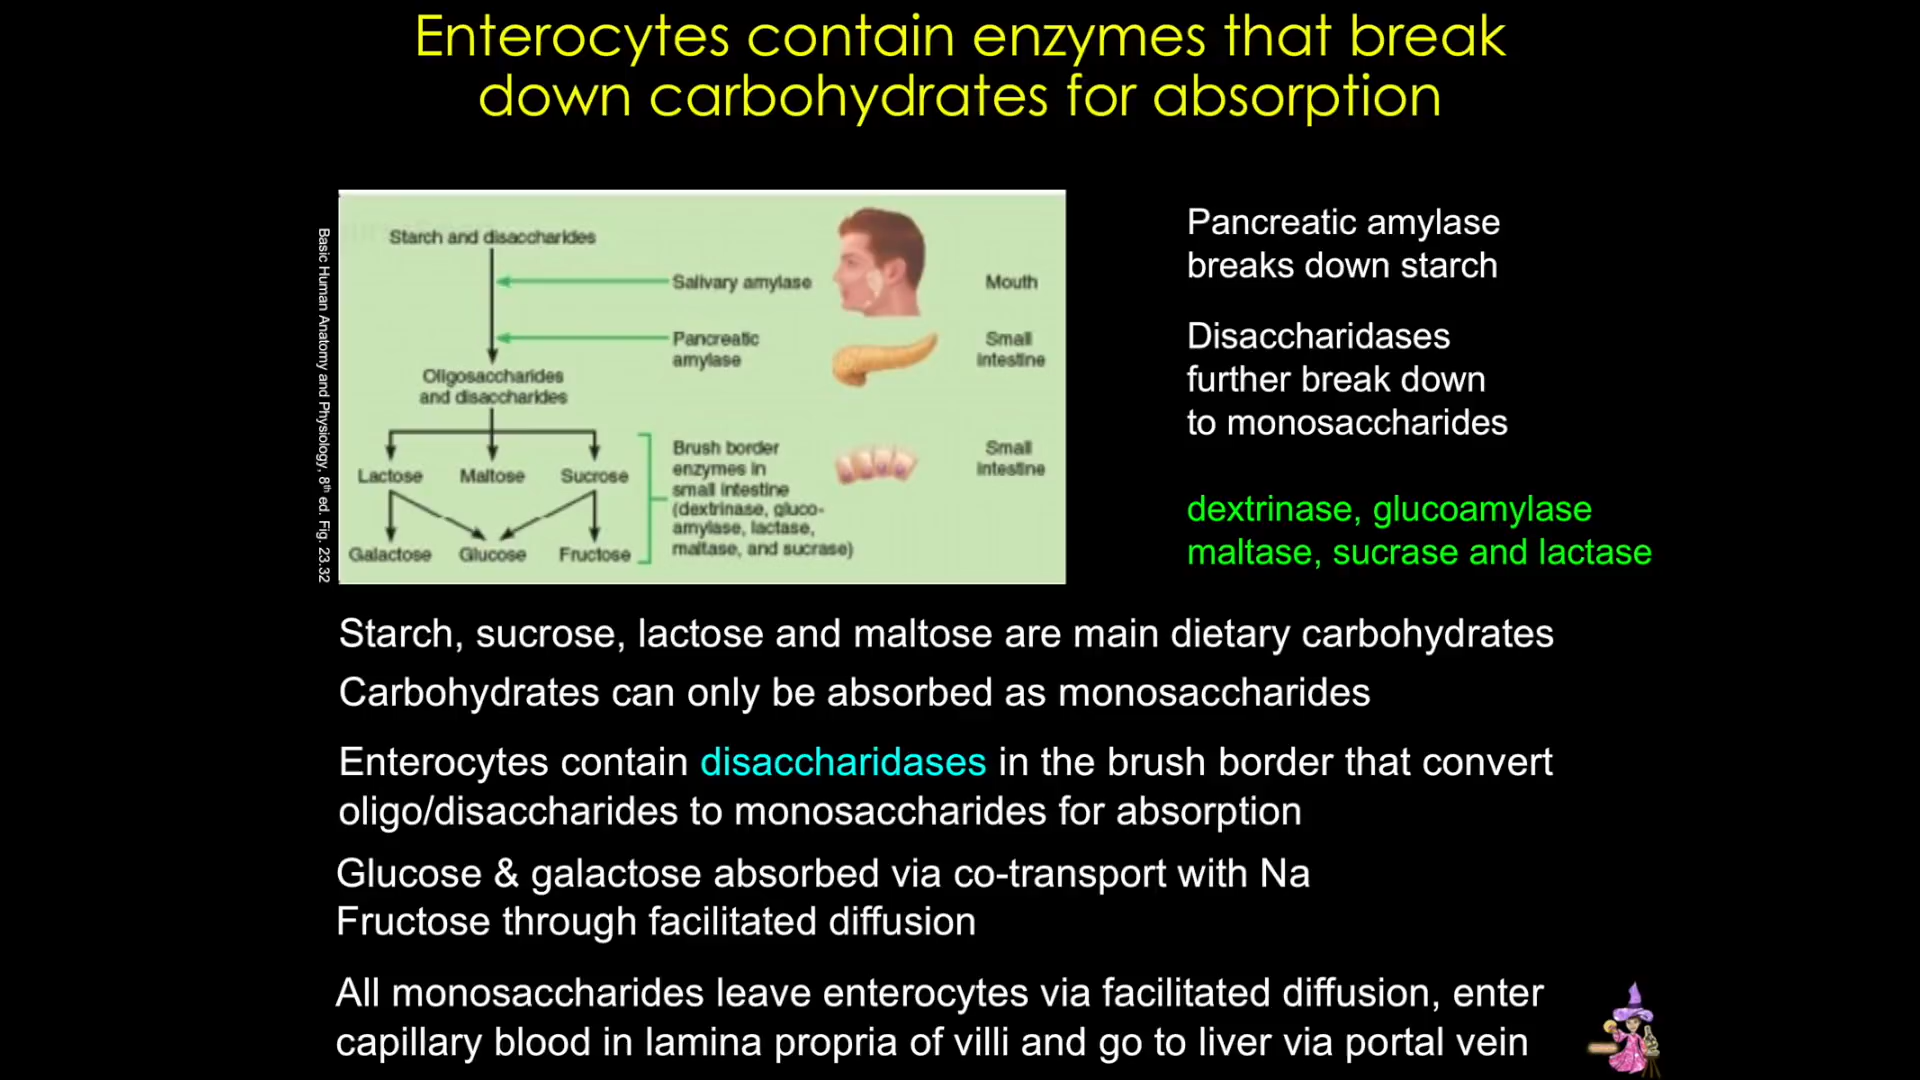 Enterocytes contain enzymes that break
down carbohydrates for absorption
Basic Human Anatomy and Physiology, 8th ed. Fig. 23.32
Starch and disaccharides
Salivary amylase
Mouth
Pancreatic
amylase
Small
intestine
Oligosaccharides
and disaccharides
Lactose
Maltose
Sucrose
Galactose
Glucose
Fructose
Brush border
enzymes in
small intestine
(dextrinase, gluco-
amylase, lactase,
maltase, and sucrase)
Small
intestine
Pancreatic amylase
breaks down starch
Disaccharidases
further break down
to monosaccharides
dextrinase, glucoamylase
maltase, sucrase and lactase
Starch, sucrose, lactose and maltose are main dietary carbohydrates
Carbohydrates can only be absorbed as monosaccharides
Enterocytes contain disaccharidases in the brush border that convert
oligo/disaccharides to monosaccharides for absorption
Glucose & galactose absorbed via co-transport with Na
Fructose through facilitated diffusion
All monosaccharides leave enterocytes via facilitated diffusion, enter
capillary blood in lamina propria of villi and go to liver via portal vein